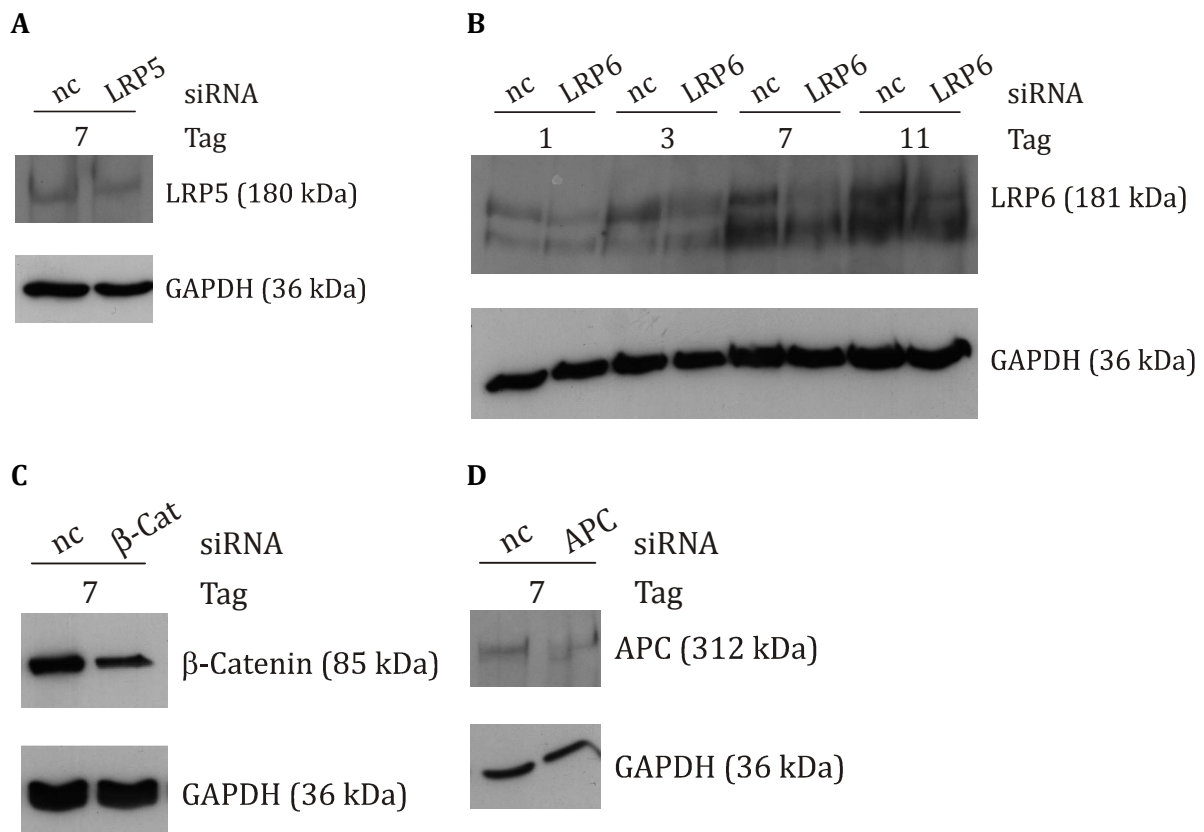 A
nc LRP5 siRNA
7 Tag
LRP5 (180 kDa)
GAPDH (36 kDa)
B
nc LRP6 nc LRP6 nc LRP6 nc LRP6 siRNA
1 3 7 11 Tag
LRP6 (181 kDa)
GAPDH (36 kDa)
C
nc β-Cat siRNA
7 Tag
β-Catenin (85 kDa)
GAPDH (36 kDa)
D
nc APC siRNA
7 Tag
APC (312 kDa)
GAPDH (36 kDa)